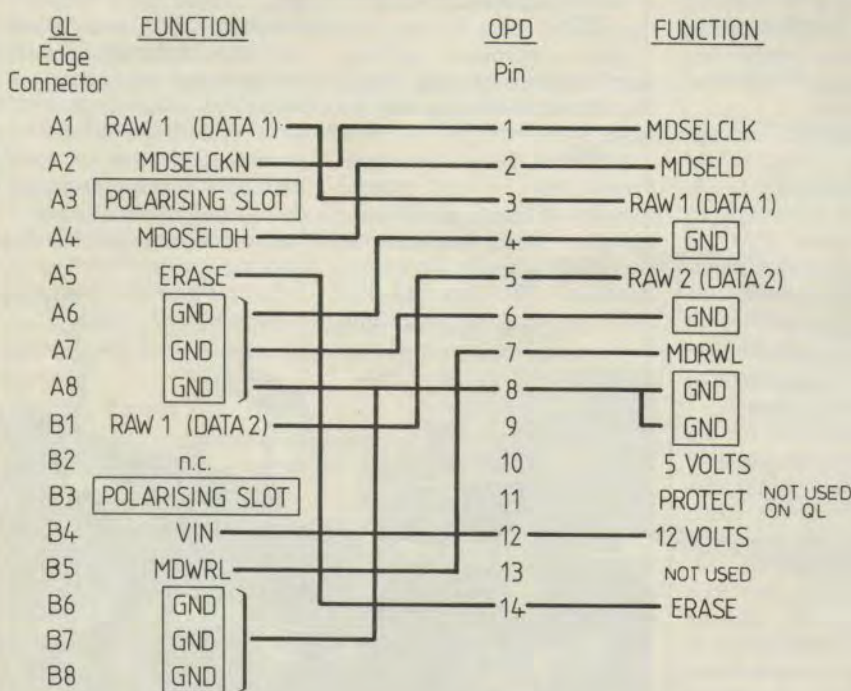 QL FUNCTION OPD FUNCTION
Edge
Connector Pin
A1 RAW 1 (DATA 1) 1 MDSELCLK
A2 MDSELCKN 2 MDSELD
A3 POLARISING SLOT 3 RAW 1 (DATA 1)
A4 MDOSELDH 4 GND
A5 ERASE 5 RAW 2 (DATA 2)
A6 GND 6 GND
A7 GND 7 MDRWL
A8 GND 8 GND
B1 RAW 1 (DATA 2) 9 GND
B2 n.c. 10 5 VOLTS
B3 POLARISING SLOT 11 PROTECT NOT USED
ON QL
B4 VIN 12 12 VOLTS
B5 MDWRL 13 NOT USED
B6 GND 14 ERASE
B7 GND
B8 GND